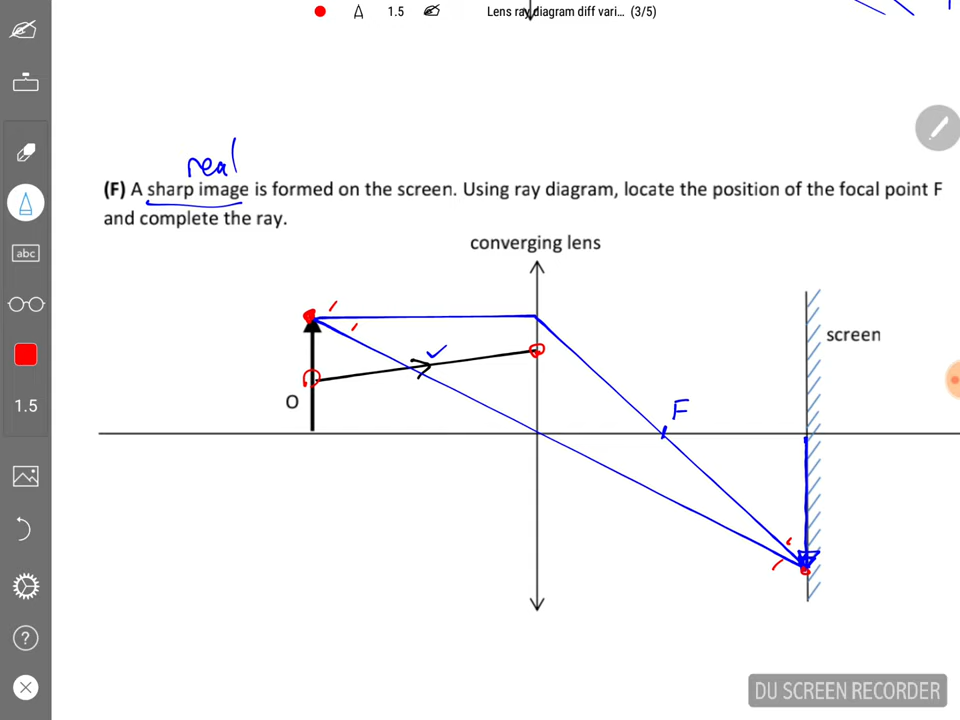 1.5 Lens ray diagram diff vari... (3/5)
real
(F) A sharp image is formed on the screen. Using ray diagram, locate the position of the focal point F
and complete the ray.
converging lens
screen
abc
O
F
1.5
?
DU SCREEN RECORDER